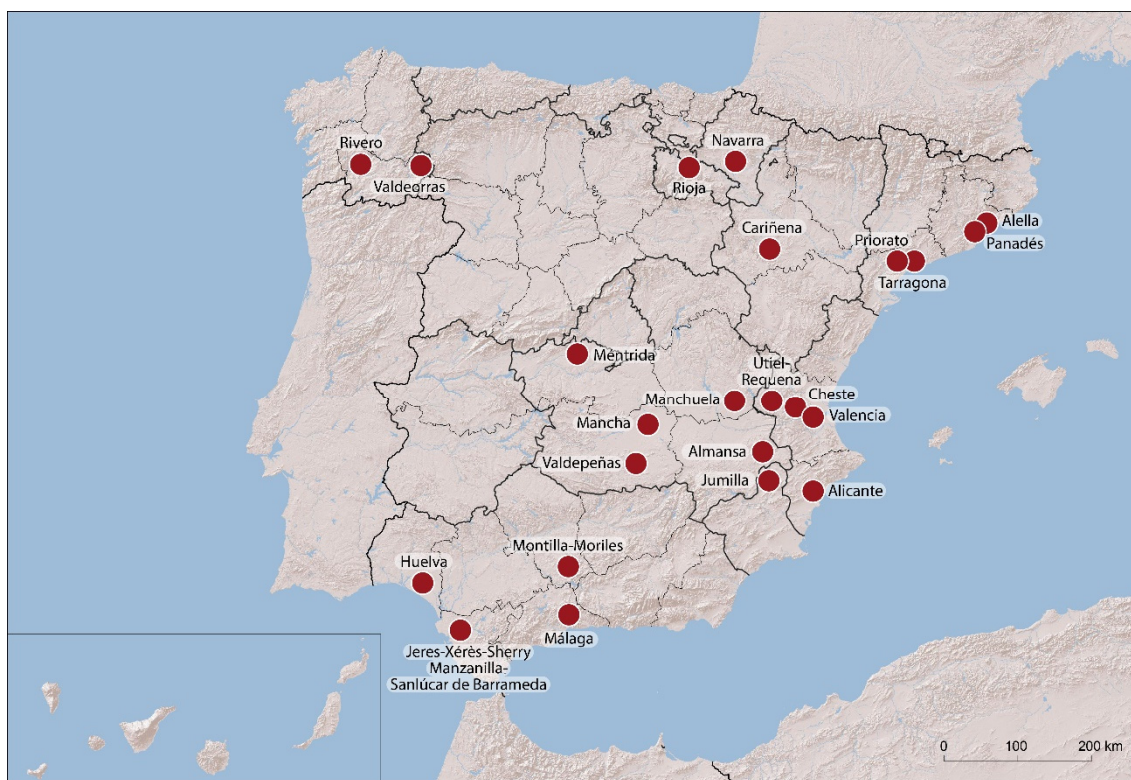 Rivero
Valdeorras
Navarra
Rioja
Cariñena
Alella
Panadés
Priorato
Tarragona
Méntrida
Utiel-
Requena
Manchuela
Cheste
Valencia
Mancha
Almansa
Valdepeñas
Jumilla
Alicante
Montilla-Moriles
Huelva
Málaga
Jeres-Xérès-Sherry
Manzanilla-
Sanlúcar de Barrameda
0 100 200 km